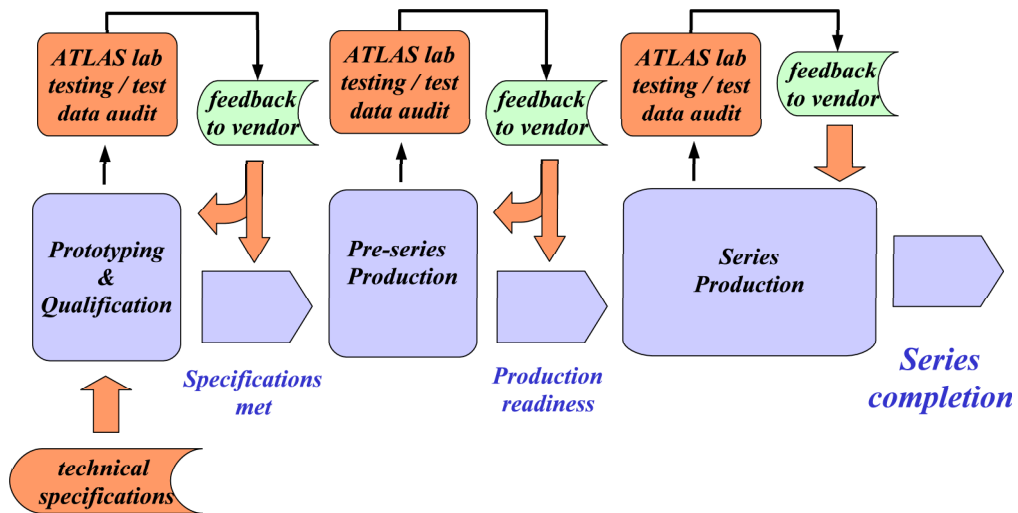 ATLAS lab
testing / test
data audit
feedback
to vendor
ATLAS lab
testing / test
data audit
feedback
to vendor
ATLAS lab
testing / test
data audit
feedback
to vendor
Prototyping
&
Qualification
Pre-series
Production
Series
Production
Specifications
met
Production
readiness
Series
completion
technical
specifications